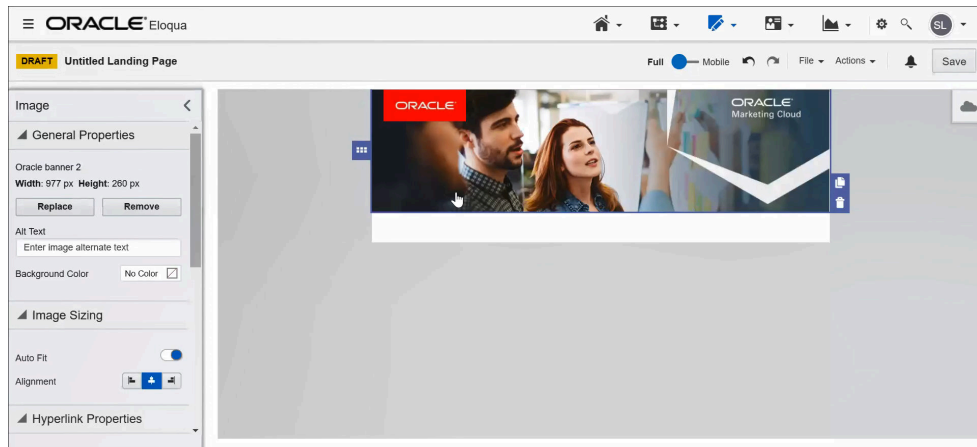 ORACLE Eloqua
SL
DRAFT Untitled Landing Page
Full Mobile File Actions Save
Image
General Properties
Oracle banner 2
Width: 977 px Height: 260 px
Replace Remove
Alt Text
Enter image alternate text
Background Color No Color
Image Sizing
Auto Fit
Alignment
Hyperlink Properties
ORACLE
ORACLE
Marketing Cloud